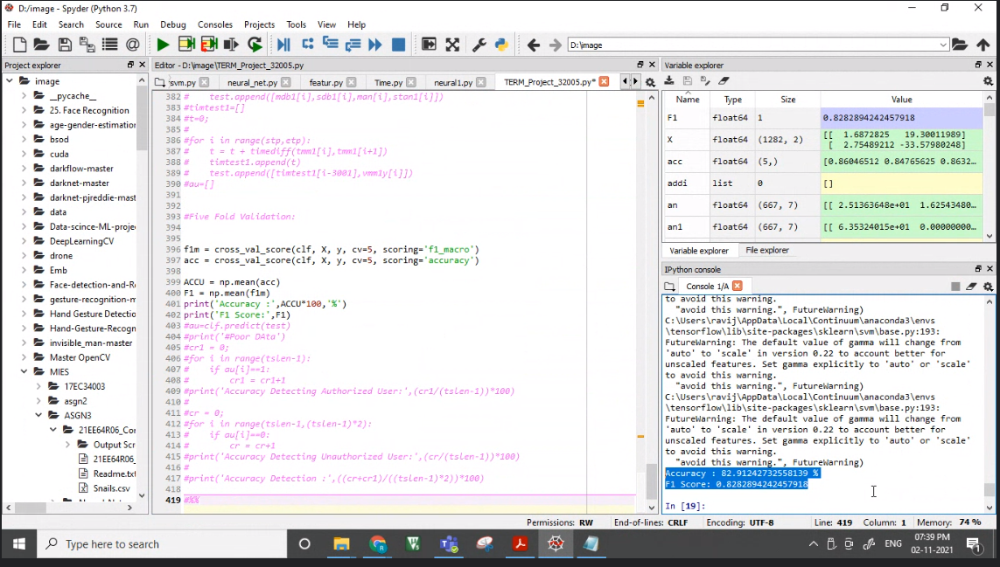 D:/image - Spyder (Python 3.7)
File Edit Search Source Run Debug Consoles Projects Tools View Help
D:\image
Project explorer
image
__pycache__
25. Face Recognition
age-gender-estimation
bsod
cuda
darkflow-master
darknet-master
darknet-pjreddie-mast
data
Data-scince-ML-proje
DeepLearningCV
drone
Emb
Face-detection-and-R
gesture-recognition-m
Hand Gesture Detectio
Hand-Gesture-Recogn
invisible_man-master
Master OpenCV
MIES
17EC34003
asgn2
ASGN3
21EE64R06_Cor
Output Scr
21EE64R06_
Readme.txt
Snails.csv
Editor - D:\image\TERM_Project_32005.py
svm.py neural_net.py featur.py Time.py neural1.py TERM_Project_32005.py*
382 # test.append([mdb1[i],sdb1[i],man[i],stan1[i]])
383 #timtest1=[]
384 #t=0;
385 #
386 #for i in range(stp,etp):
387 # t = t + timediff(tmm1[i],tmm1[i+1])
388 # timtest1.append(t)
389 # test.append([timtest1[i-3001],vmm1y[i]])
390 #au=[]
391
392
393 #Five Fold Validation:
394
395
396 f1m = cross_val_score(clf, X, y, cv=5, scoring='f1_macro')
397 acc = cross_val_score(clf, X, y, cv=5, scoring='accuracy')
398
399 ACCU = np.mean(acc)
400 F1 = np.mean(f1m)
401 print('Accuracy :',ACCU*100,'%')
402 print('F1 Score:',F1)
403 #au=clf.predict(test)
404 #print('#Poor DAta')
405 #cr1 = 0;
406 #for i in range(tslen-1):
407 # if au[i]==1:
408 # cr1 = cr1+1
409 #print('Accuracy Detecting Authorized User:',(cr1/(tslen-1))*100)
410 #
411 #cr = 0;
412 #for i in range(tslen-1,(tslen-1)*2):
413 # if au[i]==0:
414 # cr = cr+1
415 #print('Accuracy Detecting Unauthorized User:',(cr/(tslen-1))*100)
416 #
417 #print('Accuracy Detection :',((cr+cr1)/((tslen-1)*2))*100)
418
419 #%%
Variable explorer
Name Type Size Value
F1 float64 1 0.8282894242457918
X float64 (1282, 2) [[ 1.6872825 19.30011989]
[ 2.75489212 -33.57980248]
acc float64 (5,) [0.86046512 0.84765625 0.8632...
addi list 0 []
an float64 (667, 7) [[ 2.51363648e+01 1.62543480...
an1 float64 (667, 7) [[ 6.35324015e+01 0.00000000...
Variable explorer File explorer
IPython console
Console 1/A
to avoid this warning.
"avoid this warning.", FutureWarning)
C:\Users\ravij\AppData\Local\Continuum\anaconda3\envs
\tensorflow\lib\site-packages\sklearn\svm\base.py:193:
FutureWarning: The default value of gamma will change from
'auto' to 'scale' in version 0.22 to account better for
unscaled features. Set gamma explicitly to 'auto' or 'scale'
to avoid this warning.
"avoid this warning.", FutureWarning)
C:\Users\ravij\AppData\Local\Continuum\anaconda3\envs
\tensorflow\lib\site-packages\sklearn\svm\base.py:193:
FutureWarning: The default value of gamma will change from
'auto' to 'scale' in version 0.22 to account better for
unscaled features. Set gamma explicitly to 'auto' or 'scale'
to avoid this warning.
"avoid this warning.", FutureWarning)
Accuracy : 82.91242732558139 %
F1 Score: 0.8282894242457918
In [19]:
Permissions: RW End-of-lines: CRLF Encoding: UTF-8 Line: 419 Column: 1 Memory: 74 %
Type here to search
ENG
07:39 PM
02-11-2021
1